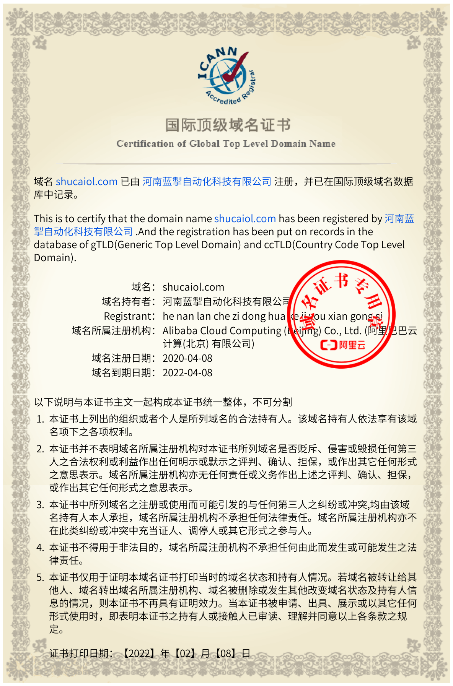 ICANN
Accredited Registrar
国际顶级域名证书
Certification of Global Top Level Domain Name
域名 shucaiol.com 已由 河南蓝掣自动化科技有限公司 注册，并已在国际顶级域名数据
库中记录。
This is to certify that the domain name shucaiol.com has been registered by 河南蓝
掣自动化科技有限公司 .And the registration has been put on records in the
database of gTLD(Generic Top Level Domain) and ccTLD(Country Code Top Level
Domain).
域名： shucaiol.com
域名持有者： 河南蓝掣自动化科技有限公司
Registrant： he nan lan che zi dong hua ke ji you xian gong si
域名所属注册机构： Alibaba Cloud Computing (Beijing) Co., Ltd. (阿里巴巴云
计算(北京) 有限公司)
域名注册日期： 2020-04-08
域名到期日期： 2022-04-08
域名证书专用章
阿里云
以下说明与本证书主文一起构成本证书统一整体，不可分割
1. 本证书上列出的组织或者个人是所列域名的合法持有人。该域名持有人依法享有该域
名项下之各项权利。
2. 本证书并不表明域名所属注册机构对本证书所列域名是否贬斥、侵害或毁损任何第三
人之合法权利或利益作出任何明示或默示之评判、确认、担保，或作出其它任何形式
之意思表示。域名所属注册机构亦无任何责任或义务作出上述之评判、确认、担保，
或作出其它任何形式之意思表示。
3. 本证书中所列域名之注册或使用而可能引发的与任何第三人之纠纷或冲突,均由该域
名持有人本人承担，域名所属注册机构不承担任何法律责任。域名所属注册机构亦不
在此类纠纷或冲突中充当证人、调停人或其它形式之参与人。
4. 本证书不得用于非法目的，域名所属注册机构不承担任何由此而发生或可能发生之法
律责任。
5. 本证书仅用于证明本域名证书打印当时的域名状态和持有人情况。若域名被转让给其
他人、域名转出域名所属注册机构、域名被删除或发生其他改变域名状态及持有人信
息的情况，则本证书不再具有证明效力。当本证书被申请、出具、展示或以其它任何
形式使用时，即表明本证书之持有人或接触人已审读、理解并同意以上各条款之规
定。
证书打印日期：【2022】年【02】月【08】日